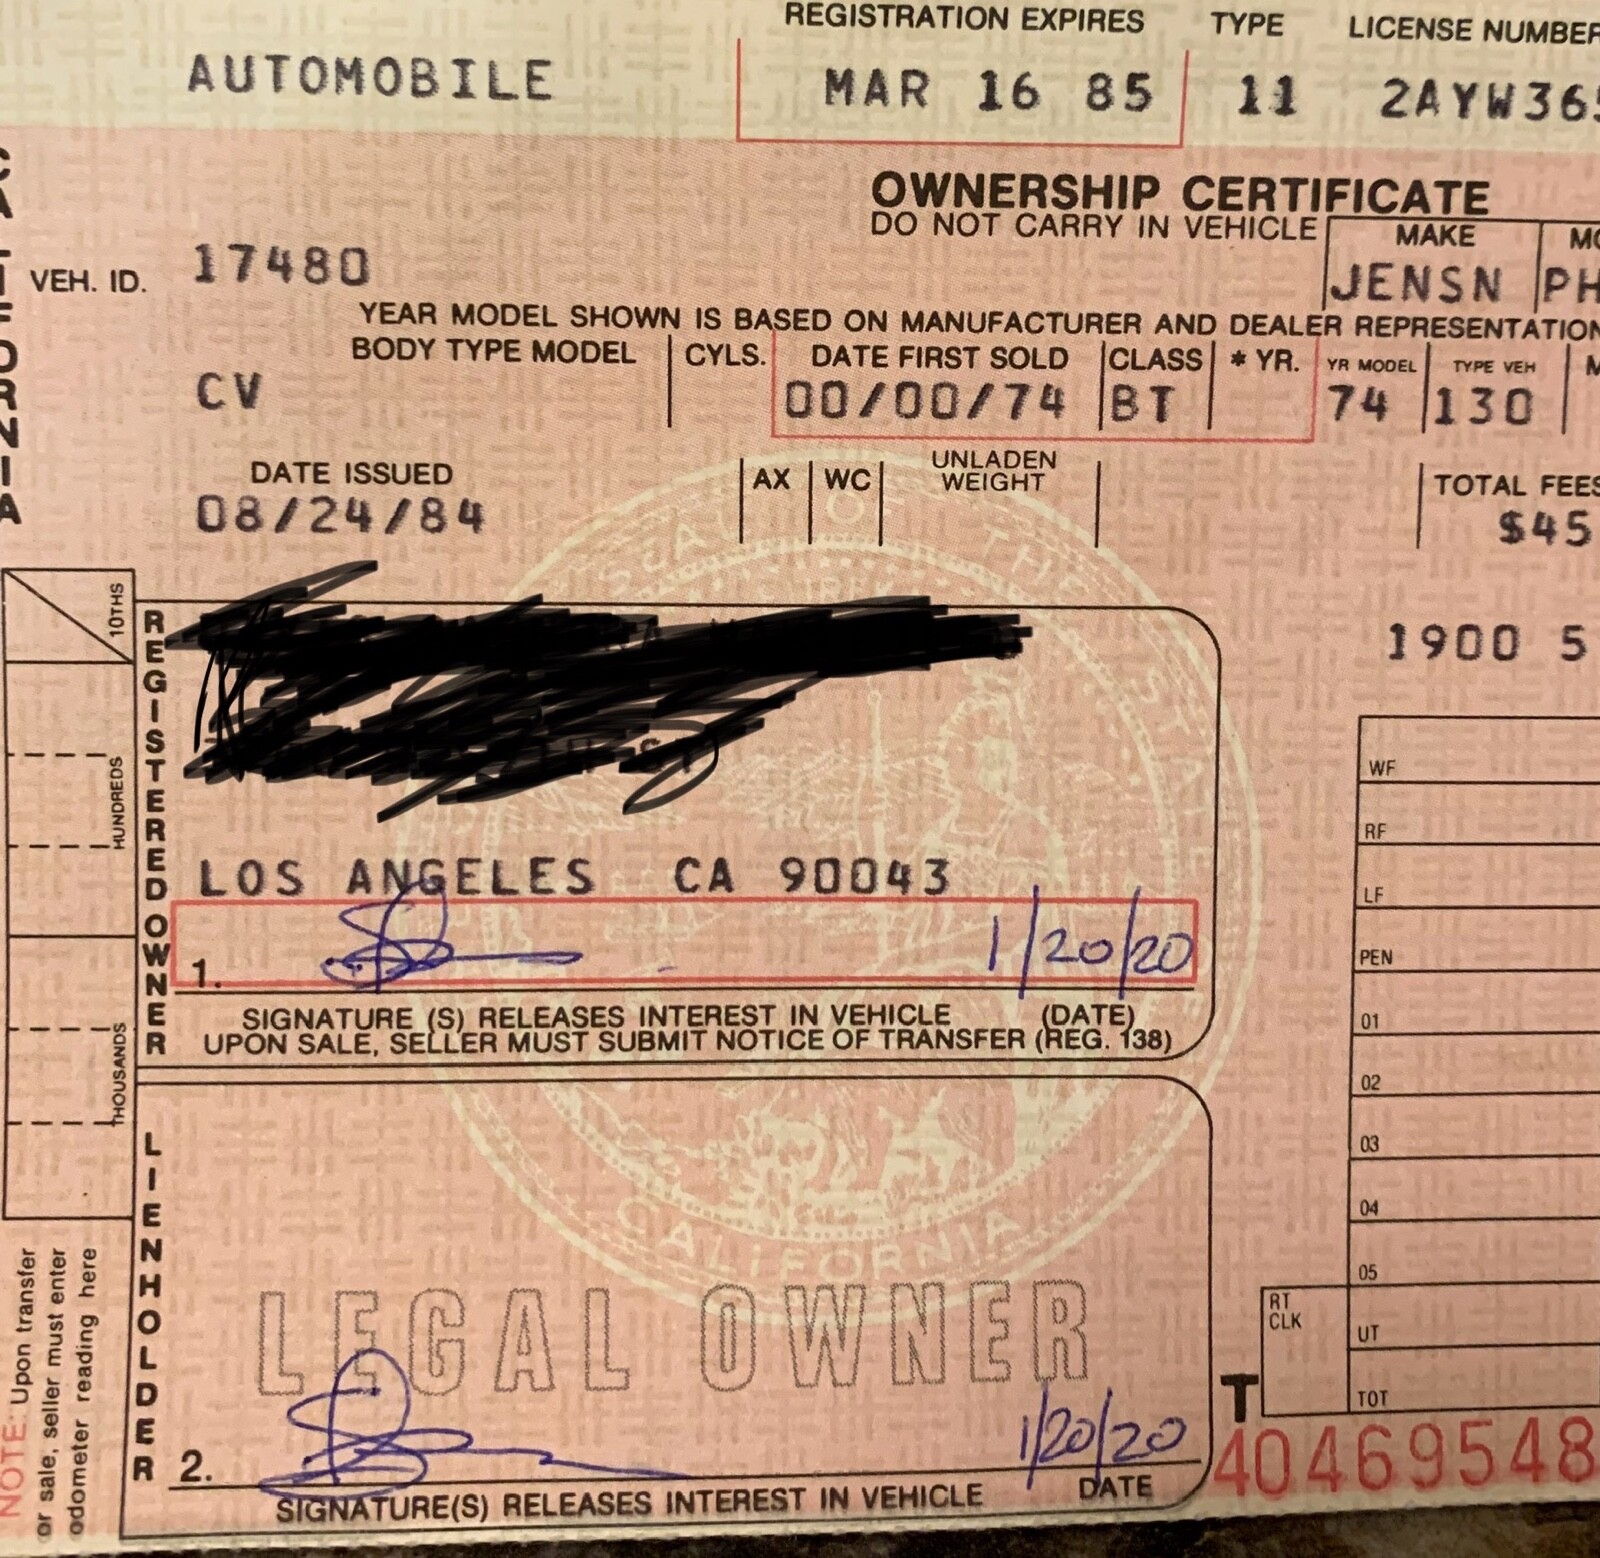 REGISTRATION EXPIRES TYPE LICENSE NUMBER
AUTOMOBILE MAR 16 85 11 2AYW365
OWNERSHIP CERTIFICATE
DO NOT CARRY IN VEHICLE
CALIFORNIA
VEH. ID. 17480
MAKE MO
JENSN PH
YEAR MODEL SHOWN IS BASED ON MANUFACTURER AND DEALER REPRESENTATION
BODY TYPE MODEL CYLS. DATE FIRST SOLD CLASS * YR. YR MODEL TYPE VEH M
CV 00/00/74 BT 74 130
DATE ISSUED AX WC UNLADEN WEIGHT TOTAL FEES
08/24/84 $45
SEAL OF THE STATE
CALIFORNIA
10THS
HUNDREDS
THOUSANDS
NOTE: Upon transfer
or sale, seller must enter
odometer reading here
REGISTERED OWNER
1900 5
LOS ANGELES CA 90043
1. 1/20/20
SIGNATURE (S) RELEASES INTEREST IN VEHICLE (DATE)
UPON SALE, SELLER MUST SUBMIT NOTICE OF TRANSFER (REG. 138)
LIENHOLDER
LEGAL OWNER
2. 1/20/20
SIGNATURE(S) RELEASES INTEREST IN VEHICLE DATE
WF
RF
LF
PEN
01
02
03
04
05
RT
CLK
UT
TOT
T
40469548